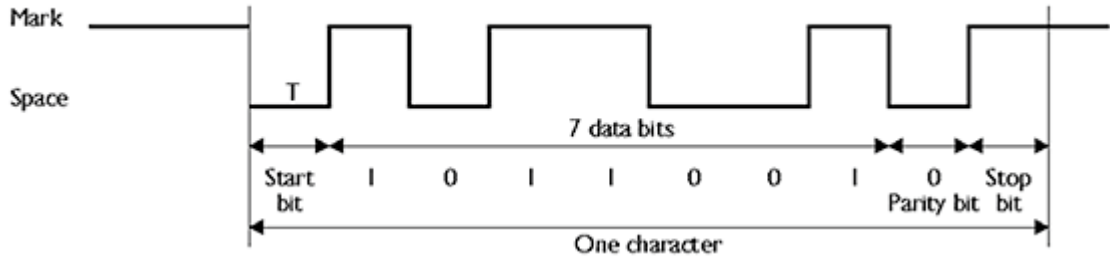 Mark
Space
T
7 data bits
Start bit
1 0 1 1 0 0 1 0
Parity bit
Stop bit
One character